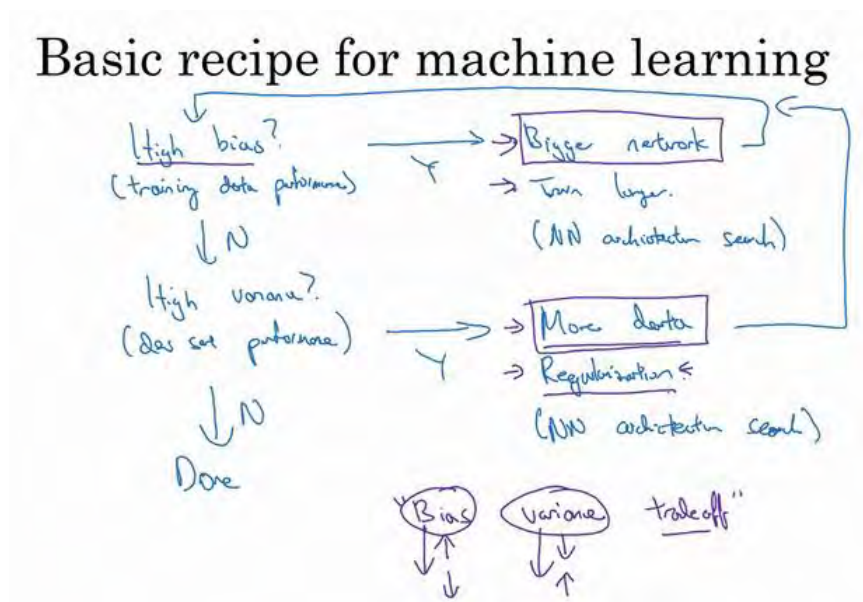 Basic recipe for machine learning
High bias?
(training data performance)
Y
Bigger network
Train longer.
(NN architecture search)
N
High variance?
(dev set performance)
Y
More data
Regularization
(NN architecture search)
N
Done
"Bias variance tradeoff"